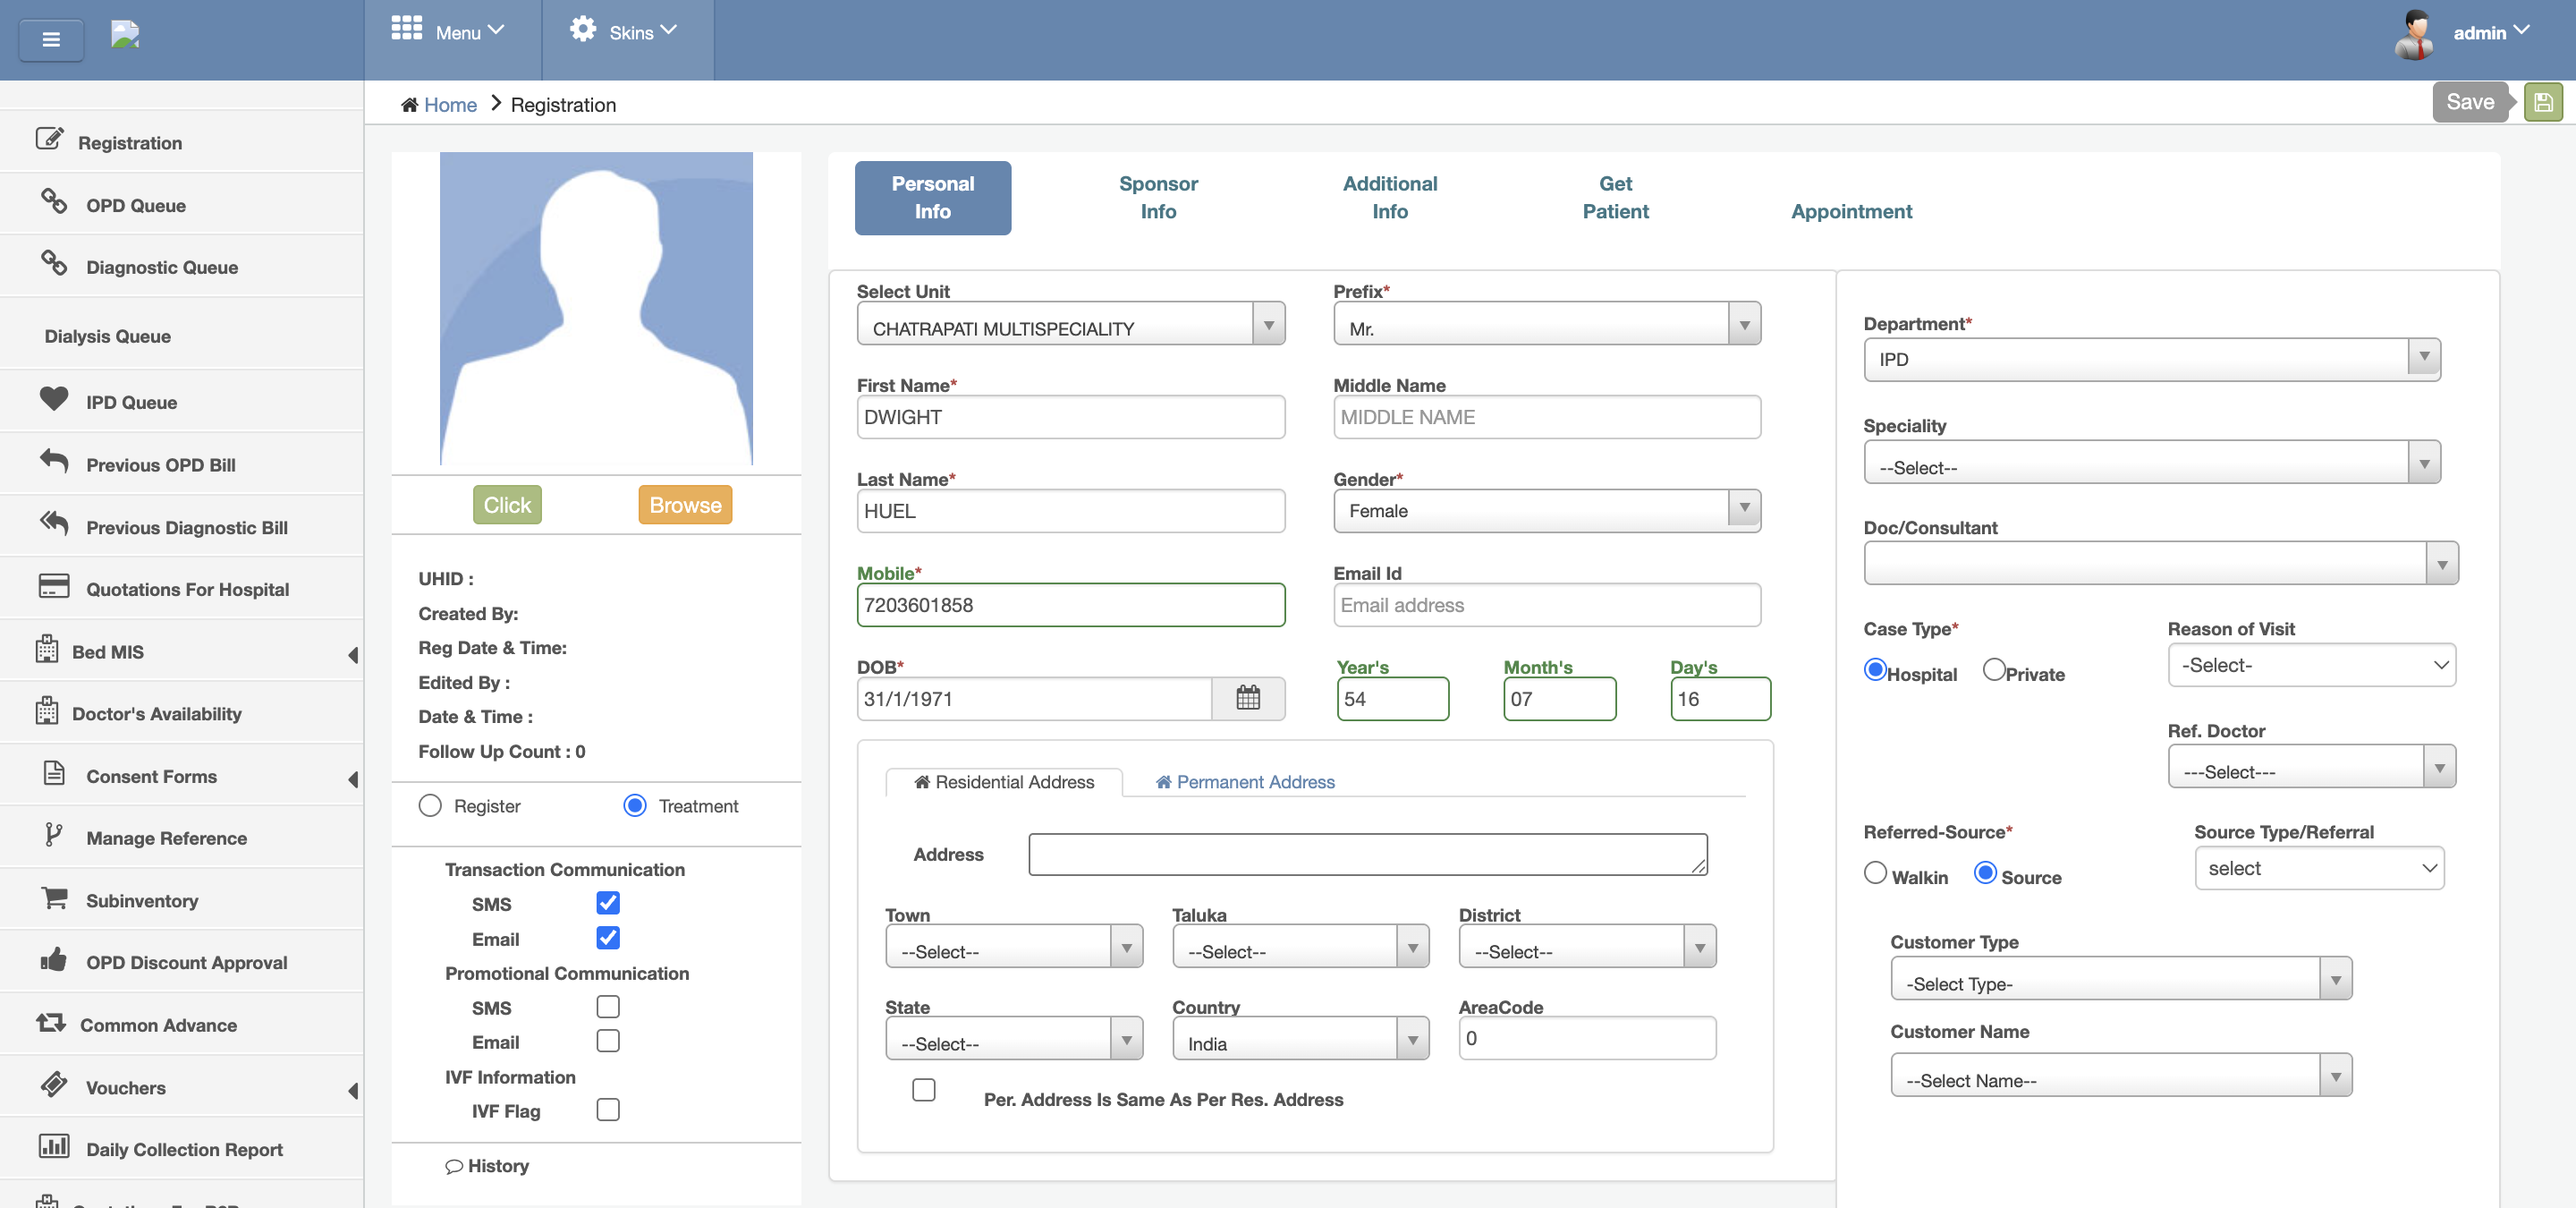 Menu
Skins
admin
Home > Registration
Save
Registration
OPD Queue
Diagnostic Queue
Dialysis Queue
IPD Queue
Previous OPD Bill
Previous Diagnostic Bill
Quotations For Hospital
Bed MIS
Doctor's Availability
Consent Forms
Manage Reference
Subinventory
OPD Discount Approval
Common Advance
Vouchers
Daily Collection Report
Click
Browse
UHID :
Created By:
Reg Date & Time:
Edited By :
Date & Time :
Follow Up Count : 0
Register
Treatment
Transaction Communication
SMS
Email
Promotional Communication
SMS
Email
IVF Information
IVF Flag
History
Personal Info
Sponsor Info
Additional Info
Get Patient
Appointment
Select Unit
CHATRAPATI MULTISPECIALITY
Prefix*
Mr.
First Name*
DWIGHT
Middle Name
MIDDLE NAME
Last Name*
HUEL
Gender*
Female
Mobile*
7203601858
Email Id
Email address
DOB*
31/1/1971
Year's
54
Month's
07
Day's
16
Residential Address
Permanent Address
Address
Town
--Select--
Taluka
--Select--
District
--Select--
State
--Select--
Country
India
AreaCode
0
Per. Address Is Same As Per Res. Address
Department*
IPD
Speciality
--Select--
Doc/Consultant
Case Type*
Hospital
Private
Reason of Visit
-Select-
Ref. Doctor
---Select---
Referred-Source*
Walkin
Source
Source Type/Referral
select
Customer Type
-Select Type-
Customer Name
--Select Name--